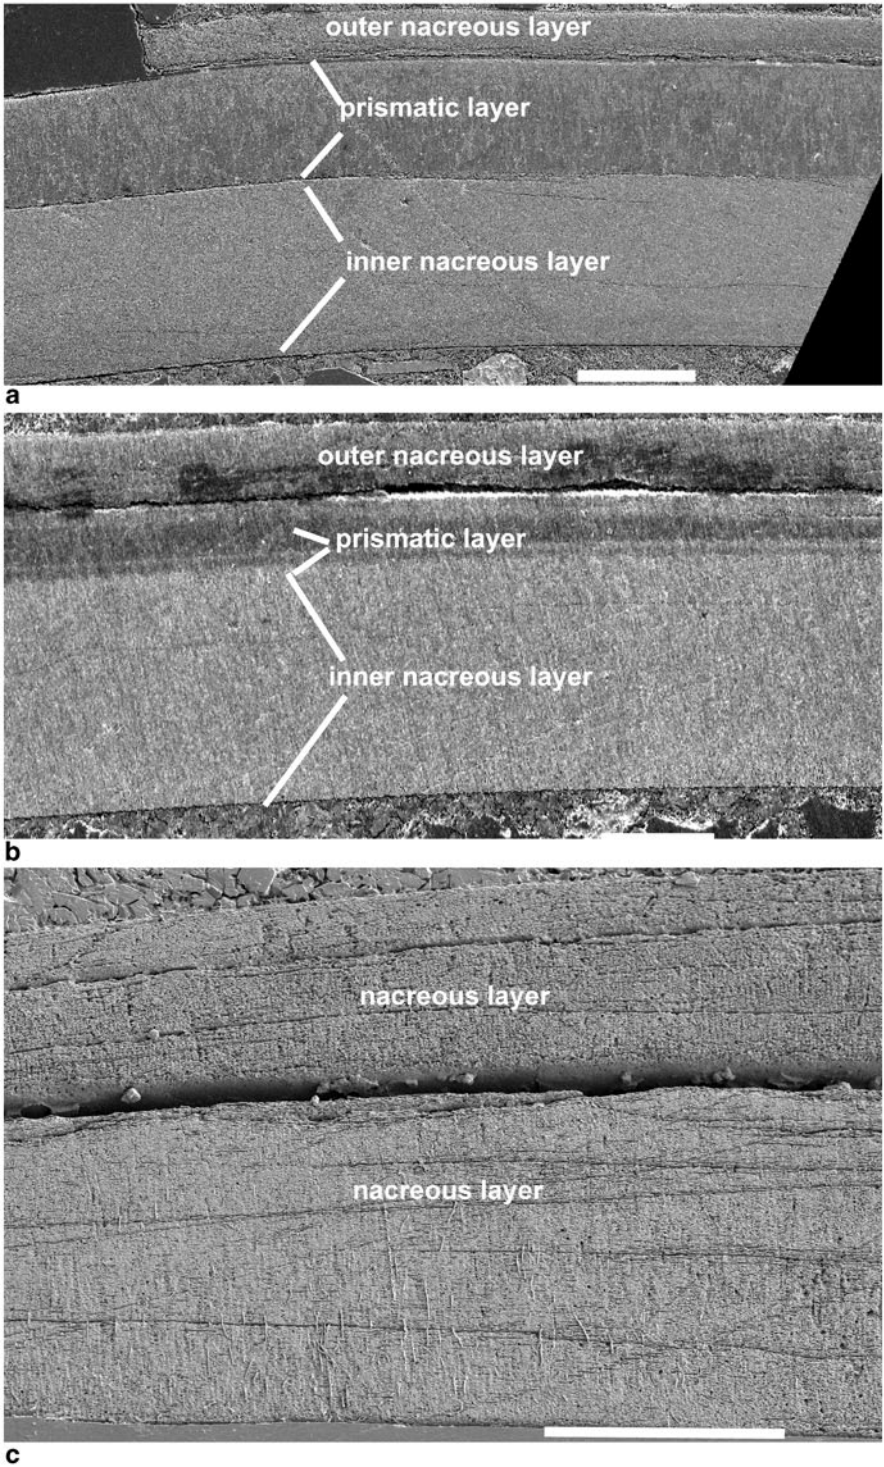 outer nacreous layer
prismatic layer
inner nacreous layer
a
outer nacreous layer
prismatic layer
inner nacreous layer
b
nacreous layer
nacreous layer
c